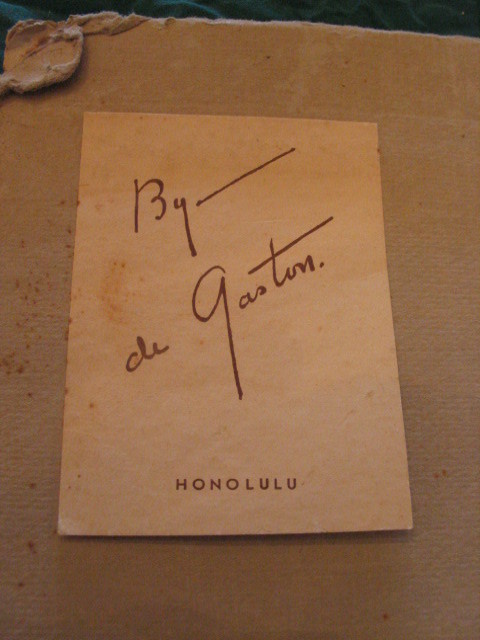 By
de Gaston.
HONOLULU